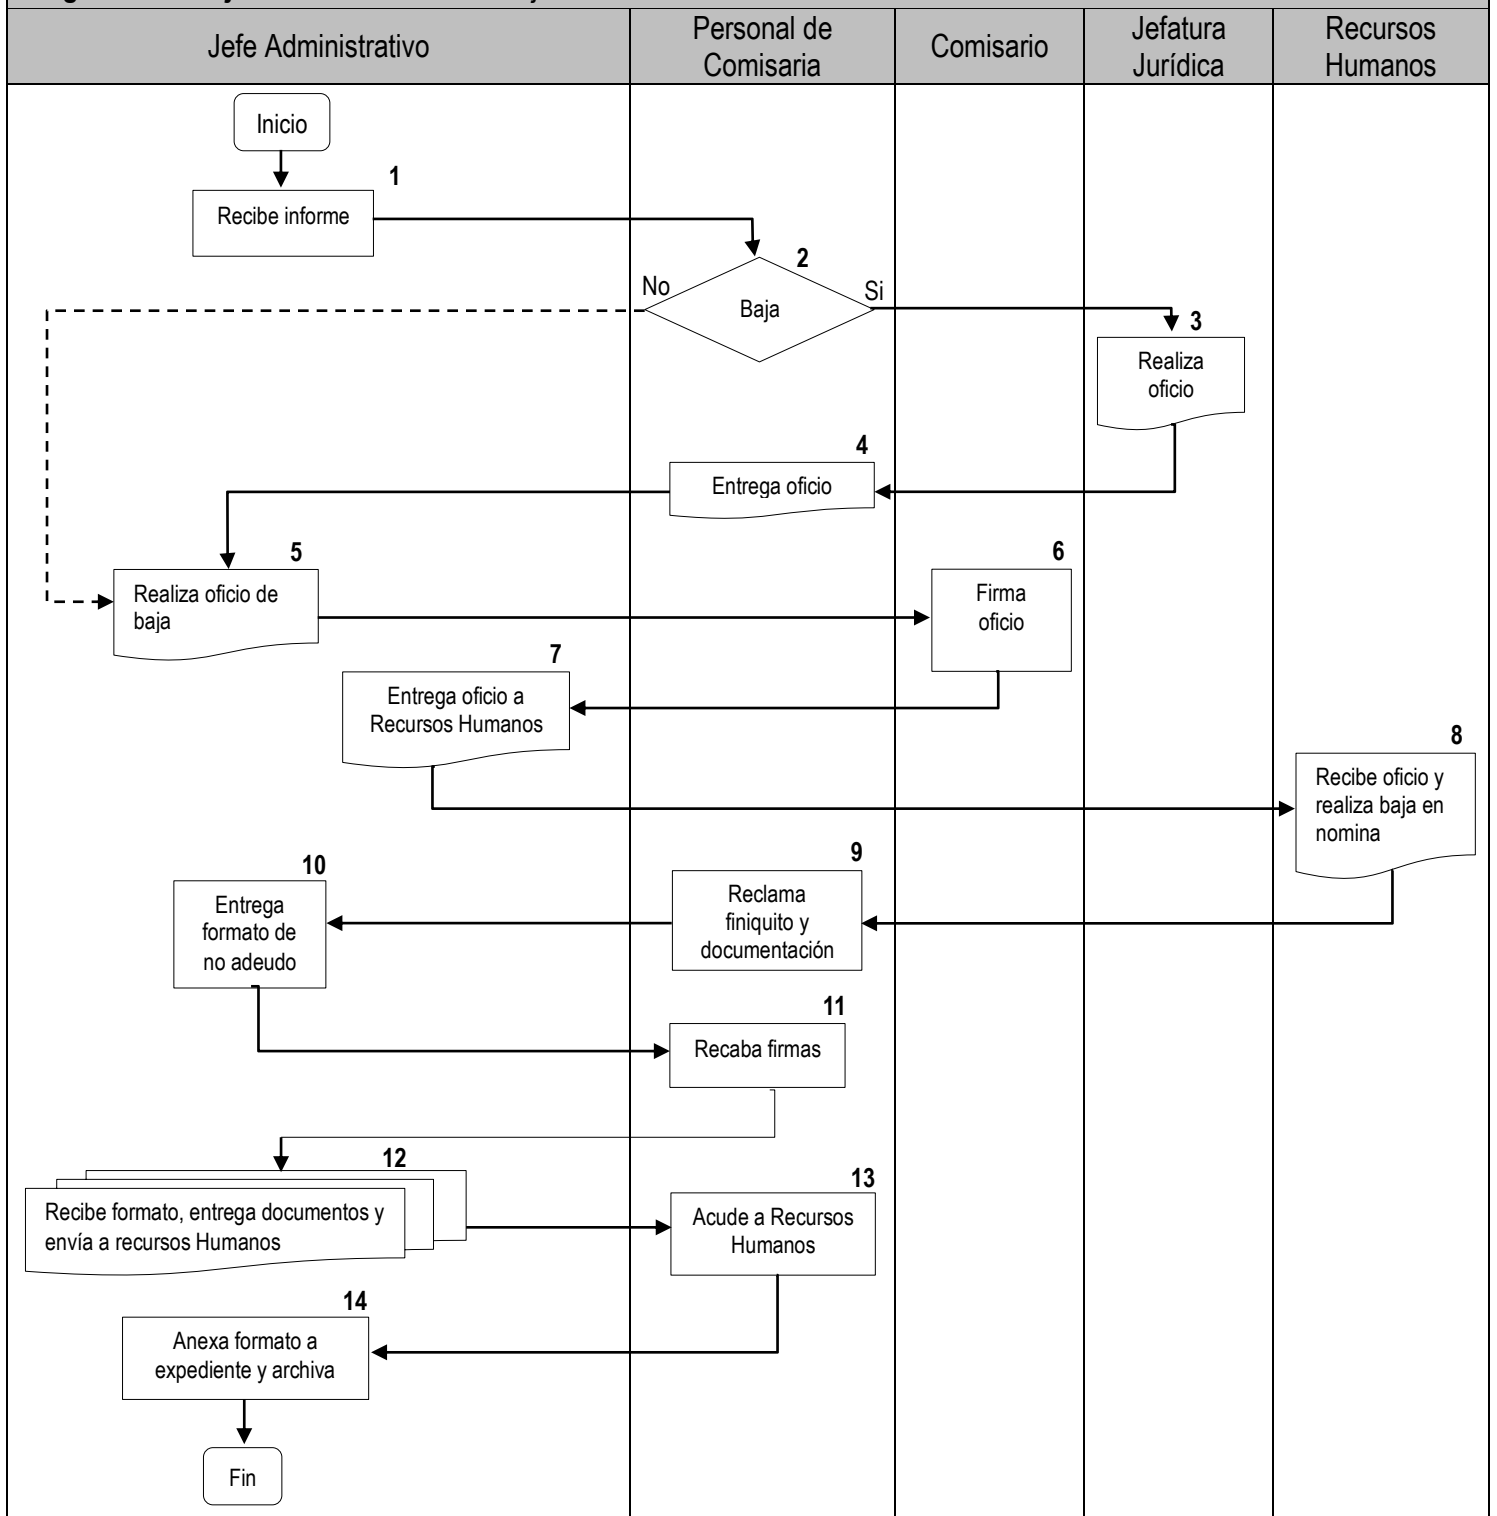 Jefe Administrativo
Personal de
Comisaria
Comisario
Jefatura
Jurídica
Recursos
Humanos
Inicio
1
Recibe informe
2
No
Si
Baja
3
Realiza
oficio
4
Entrega oficio
5
Realiza oficio de
baja
6
Firma
oficio
7
Entrega oficio a
Recursos Humanos
8
Recibe oficio y
realiza baja en
nomina
9
Reclama
finiquito y
documentación
10
Entrega
formato de
no adeudo
11
Recaba firmas
12
Recibe formato, entrega documentos y
envía a recursos Humanos
13
Acude a Recursos
Humanos
14
Anexa formato a
expediente y archiva
Fin